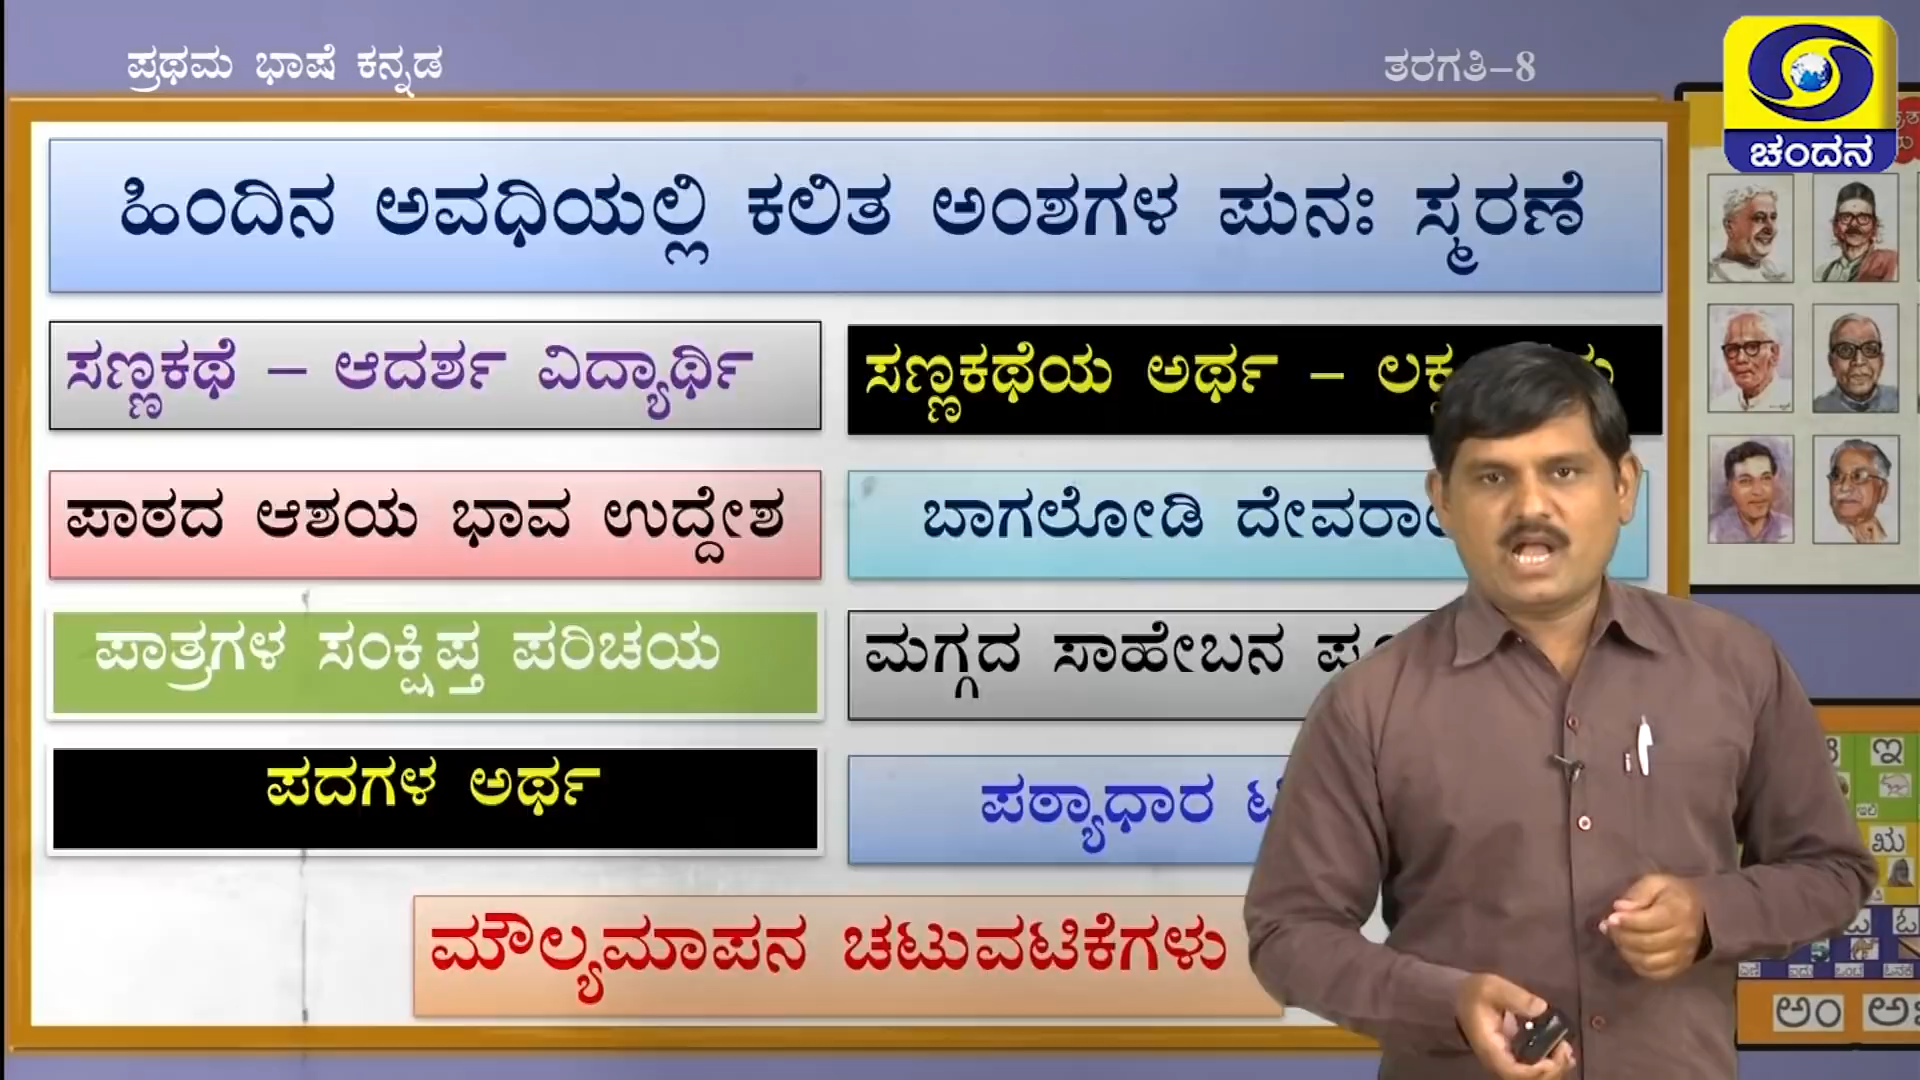 ಪ್ರಥಮ ಭಾಷೆ ಕನ್ನಡ
ತರಗತಿ-8
ಚಂದನ
ಹಿಂದಿನ ಅವಧಿಯಲ್ಲಿ ಕಲಿತ ಅಂಶಗಳ ಪುನಃ ಸ್ಮರಣೆ
ಸಣ್ಣಕಥೆ – ಆದರ್ಶ ವಿದ್ಯಾರ್ಥಿ
ಸಣ್ಣಕಥೆಯ ಅರ್ಥ –
ಪಾಠದ ಆಶಯ ಭಾವ ಉದ್ದೇಶ
ಬಾಗಲೋಡಿ
ಪಾತ್ರಗಳ ಸಂಕ್ಷಿಪ್ತ ಪರಿಚಯ
ಮಗ್ಗದ ಸಾಹೇಬನ
ಪದಗಳ ಅರ್ಥ
ಪಠ್ಯಾಧಾರ
ಮೌಲ್ಯಮಾಪನ ಚಟುವಟಿಕೆಗಳು
ಇ
ಋ
ಅಂ